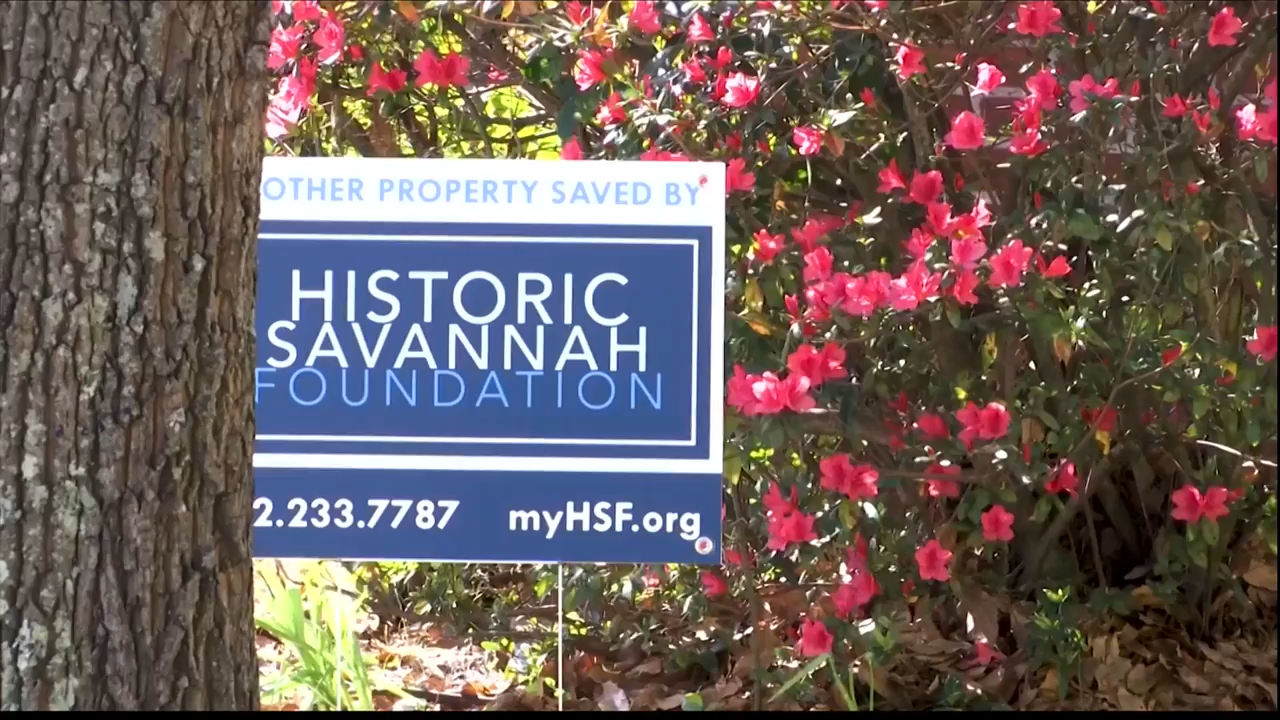 OTHER PROPERTY SAVED BY
HISTORIC
SAVANNAH
FOUNDATION
2.233.7787 myHSF.org